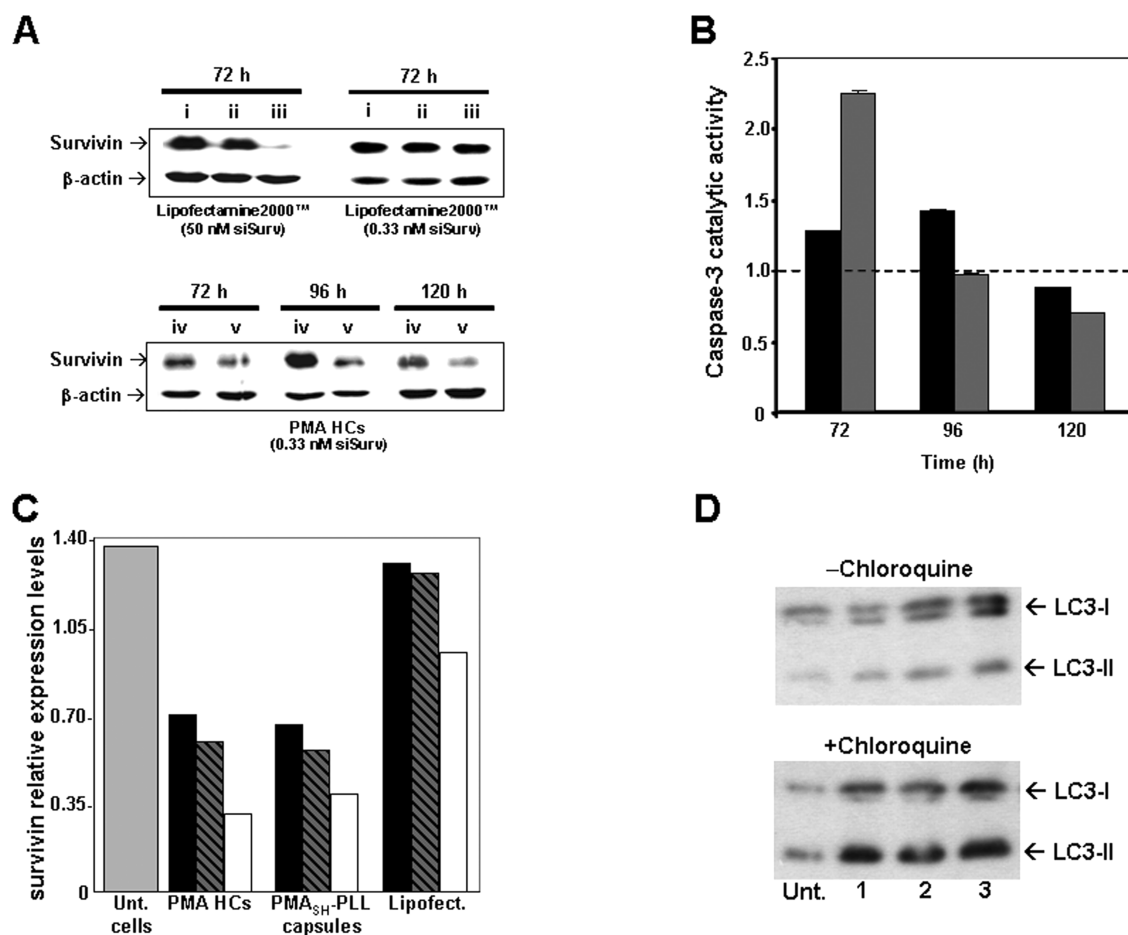 A
72 h 72 h
i ii iii i ii iii
Survivin →
β-actin →
Lipofectamine2000™ Lipofectamine2000™
(50 nM siSurv) (0.33 nM siSurv)
72 h 96 h 120 h
iv v iv v iv v
Survivin →
β-actin →
PMA HCs
(0.33 nM siSurv)
B
Caspase-3 catalytic activity
2.5
2.0
1.5
1.0
0.5
0
72 96 120
Time (h)
C
survivin relative expression levels
1.40
1.05
0.70
0.35
0
Unt. PMA HCs PMASH-PLL Lipofect.
cells capsules
D
–Chloroquine
← LC3-I
← LC3-II
+Chloroquine
← LC3-I
← LC3-II
Unt. 1 2 3